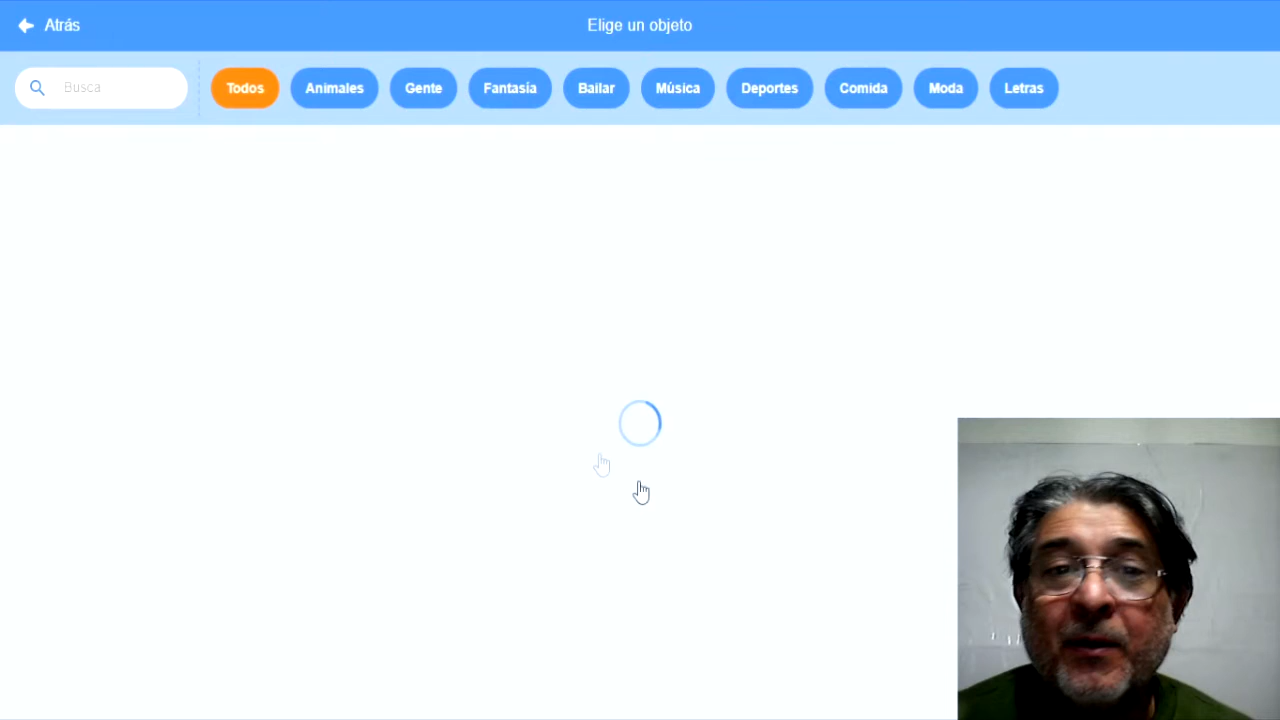 Atrás
Elige un objeto
Busca
Todos
Animales
Gente
Fantasía
Bailar
Música
Deportes
Comida
Moda
Letras